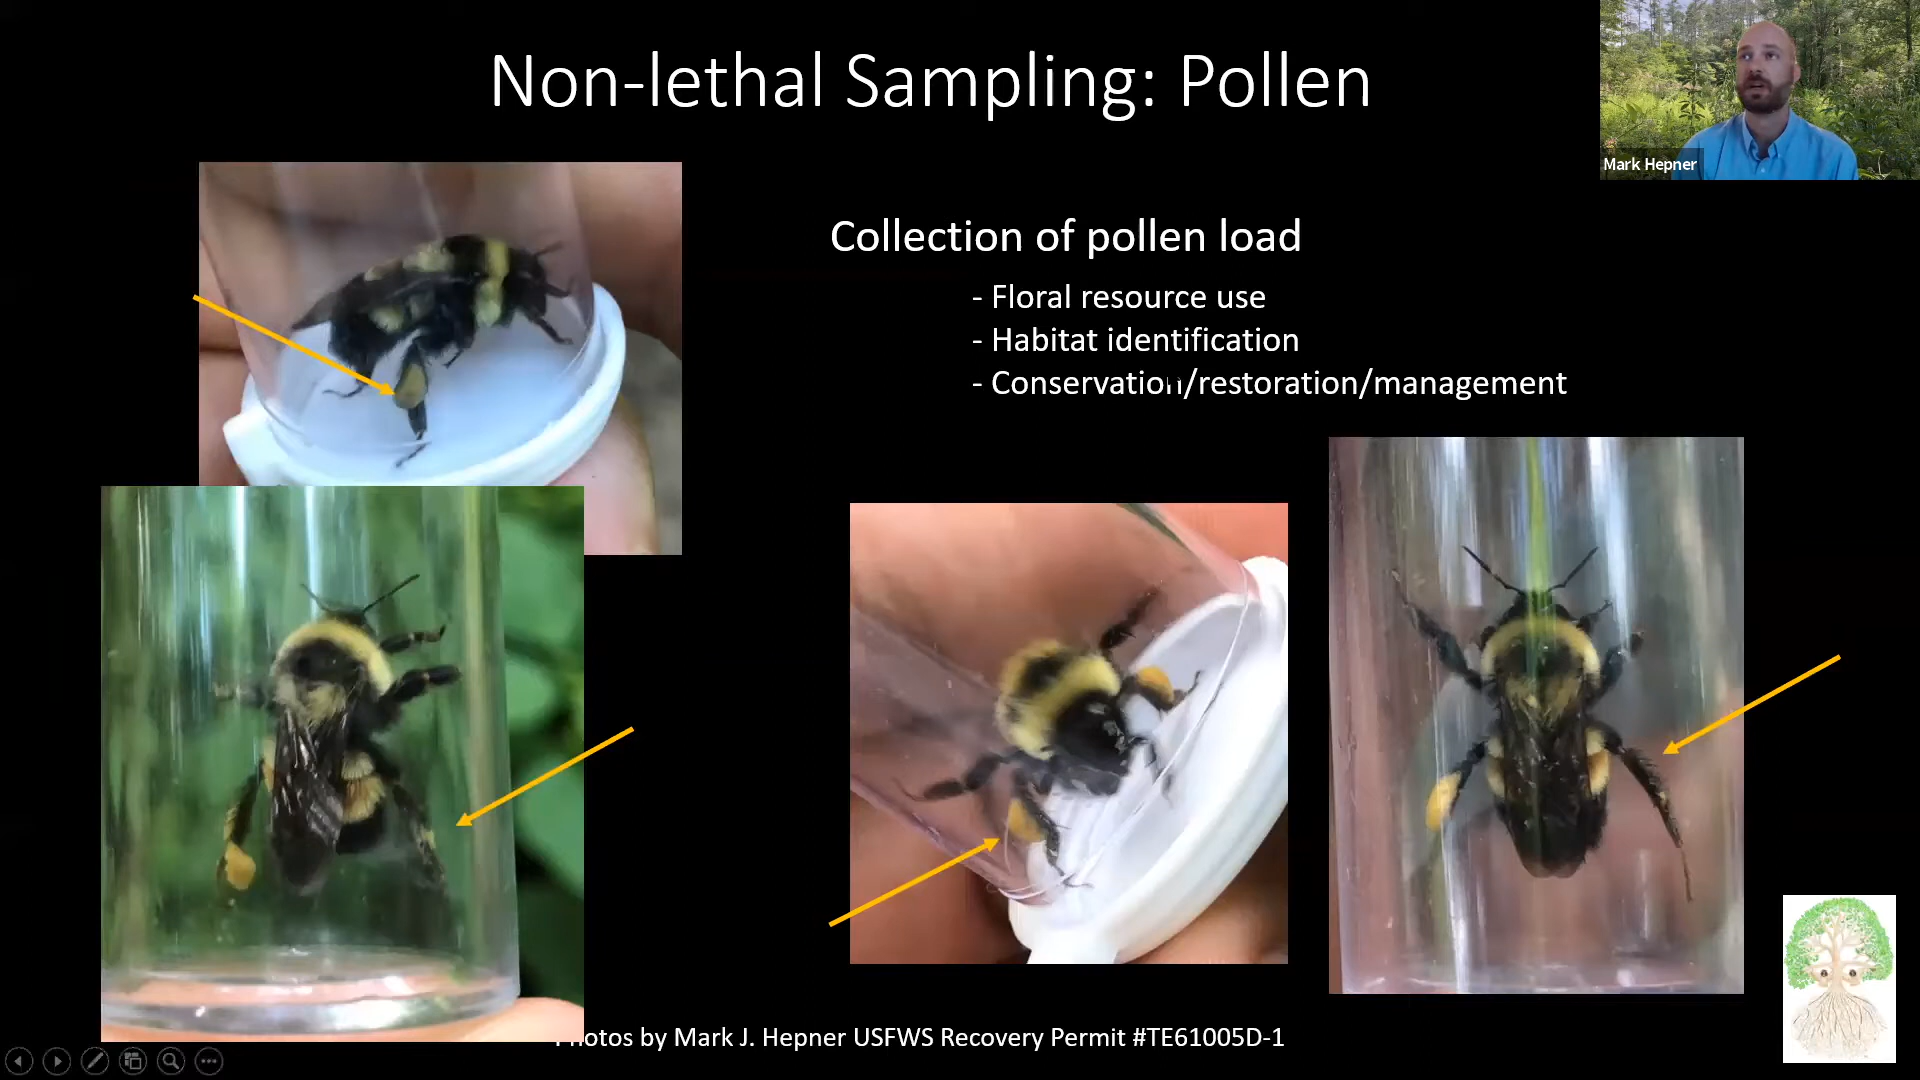 Non-lethal Sampling: Pollen
Mark Hepner
Collection of pollen load
- Floral resource use
- Habitat identification
- Conservation/restoration/management
Photos by Mark J. Hepner USFWS Recovery Permit #TE61005D-1